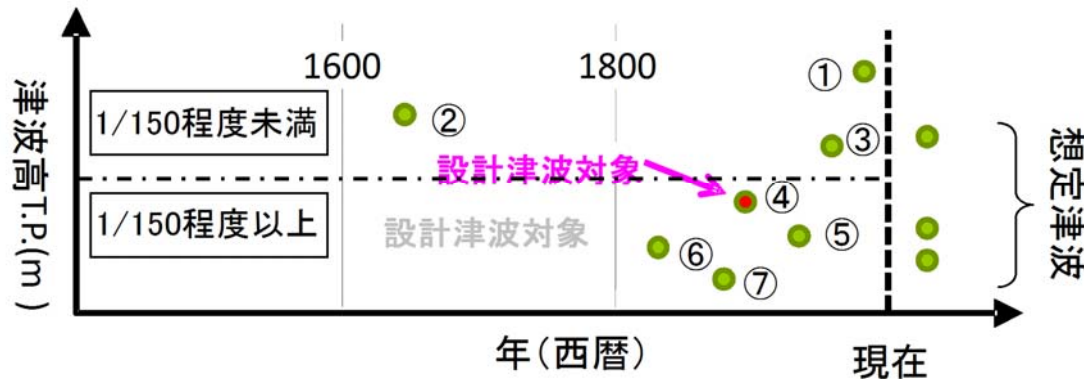 津波高T.P.(m)
1600
1800
1/150程度未満
1/150程度以上
①
②
③
設計津波対象
④
設計津波対象
⑤
⑥
⑦
想定津波
年(西暦)
現在